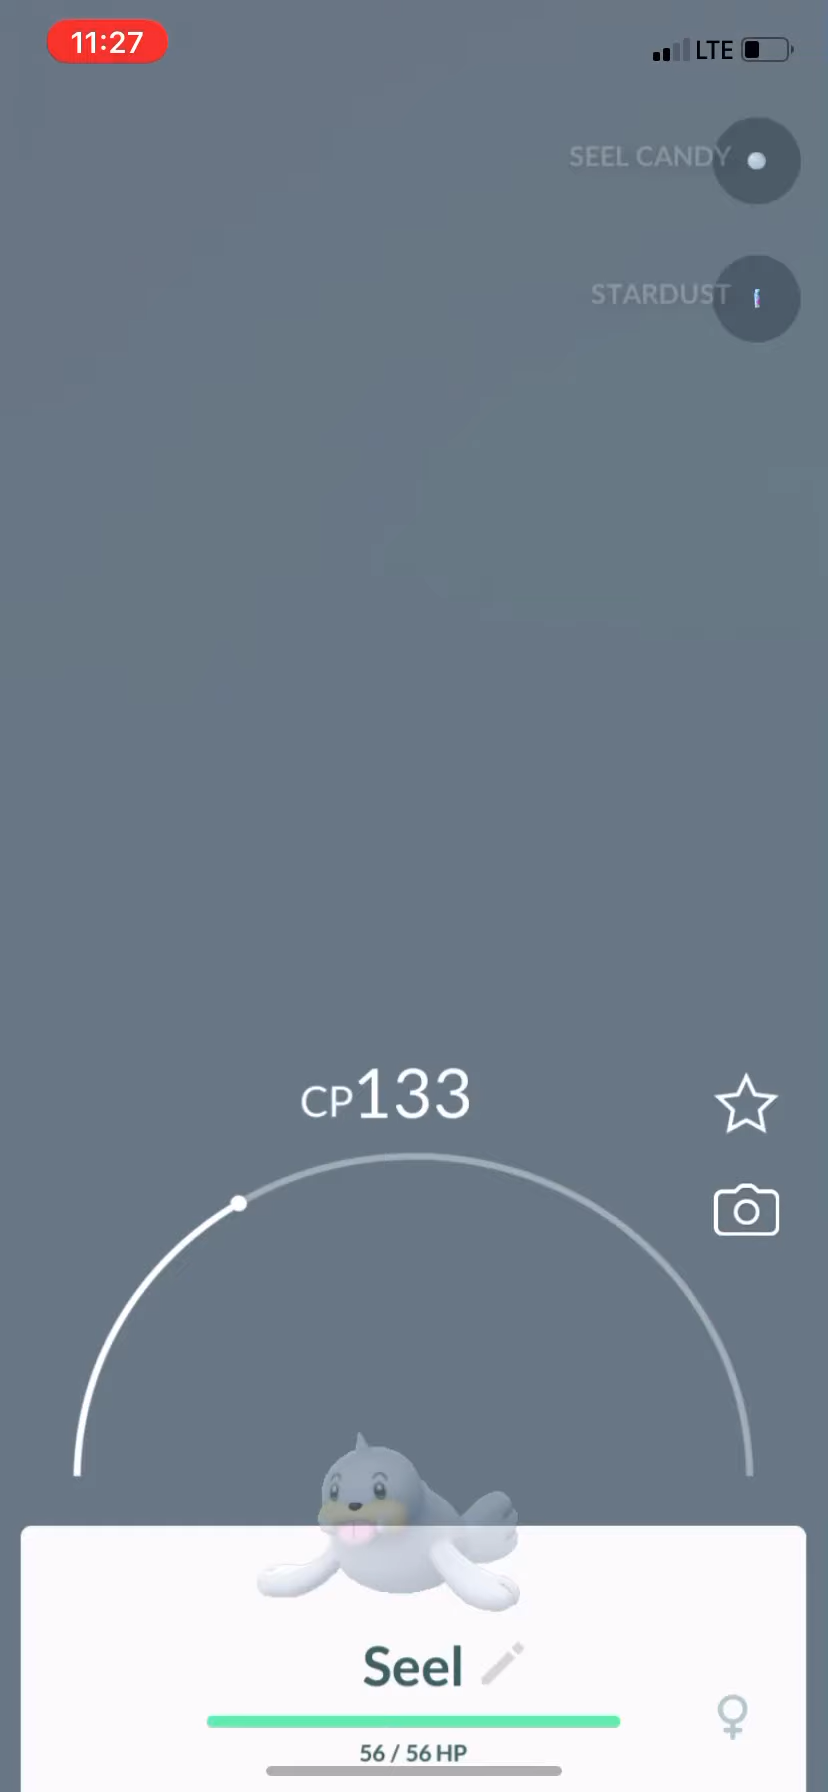 11:27
LTE
SEEL CANDY
STARDUST
CP133
Seel
56 / 56 HP